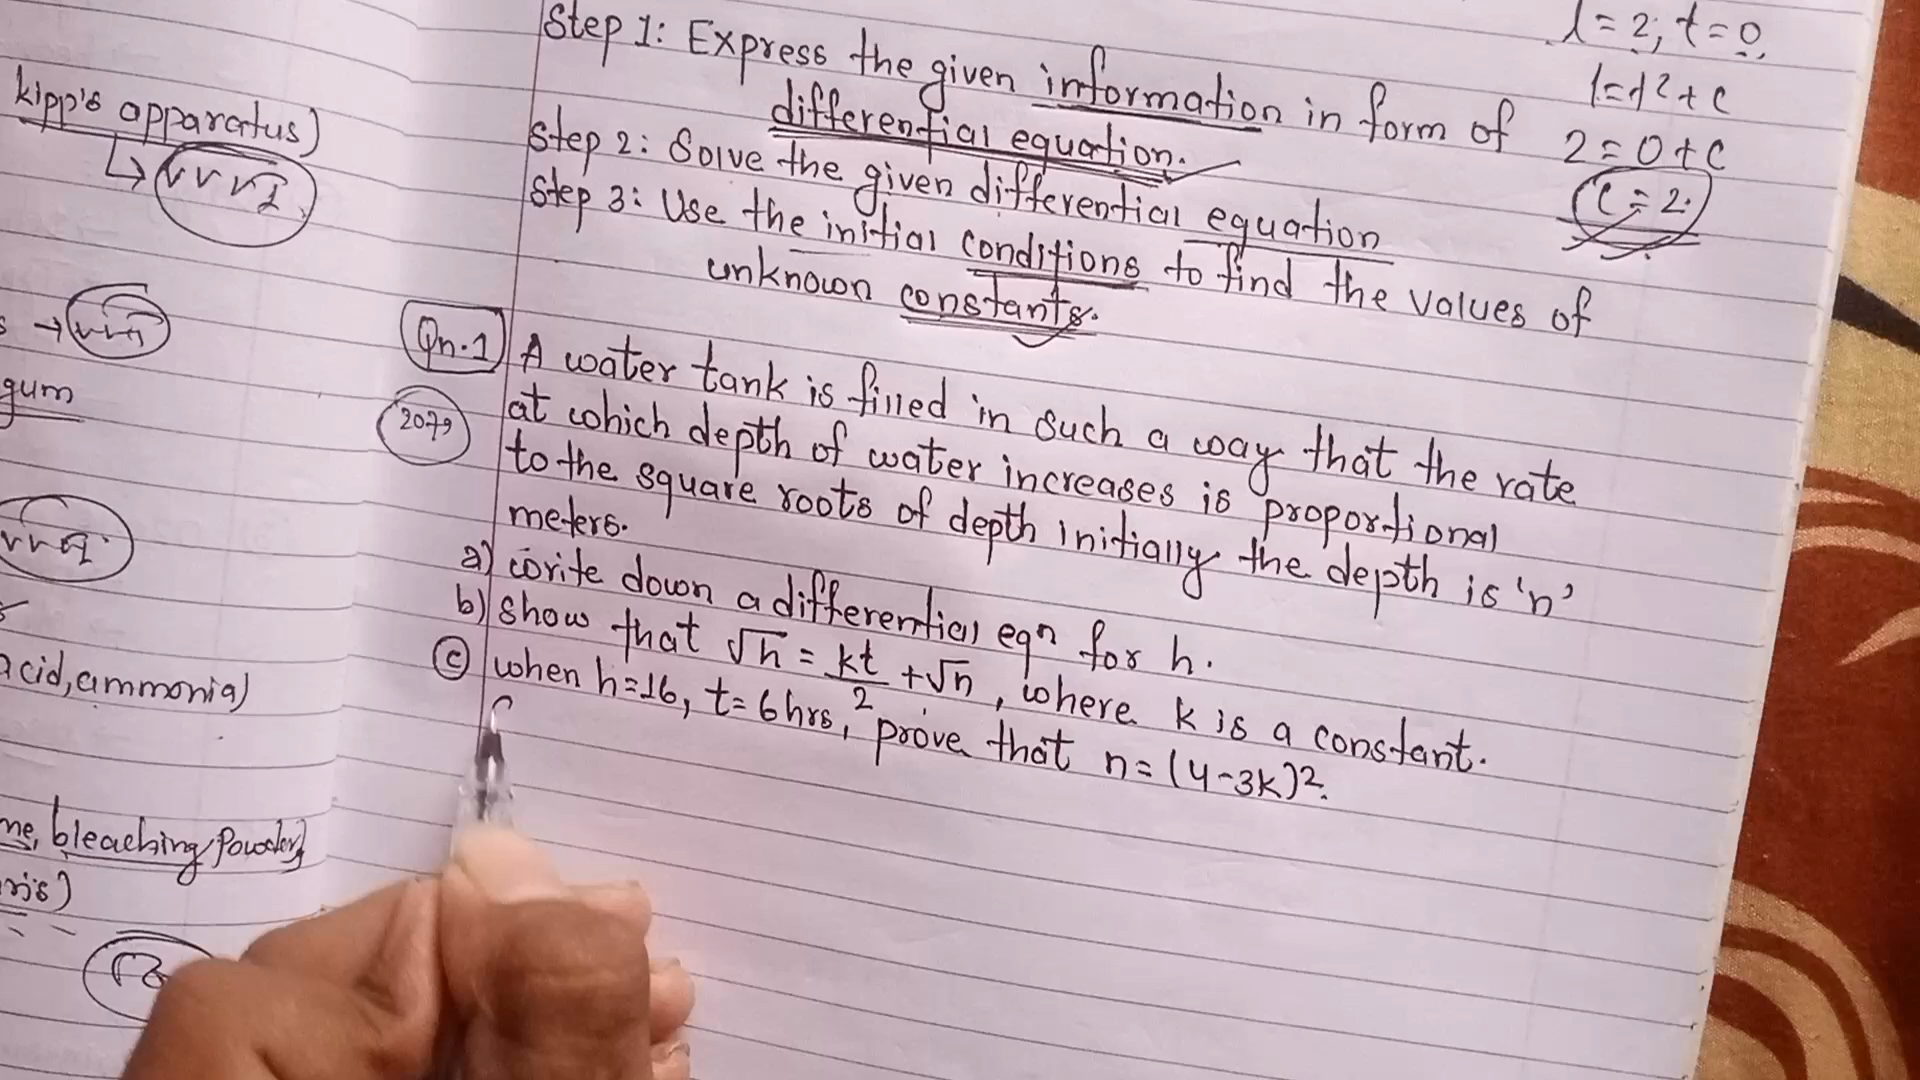 Step 1: Express the given information in form of
differential equation.
Step 2: Solve the given differential equation
Step 3: Use the initial conditions to find the values of
unknown constants.
l=2, t=0,
l=t²+c
2=0+c
c=2.
Qn.1 A water tank is filled in such a way that the rate
2079 at which depth of water increases is proportional
to the square roots of depth initially the depth is 'n'
meters.
a) write down a differential eqn for h.
b) show that √h = kt/2 + √n, where k is a constant.
c) when h=16, t=6hrs, prove that n=(4-3k)².
kipp's apparatus)
gum
acid, ammonia)
me, bleaching powder,